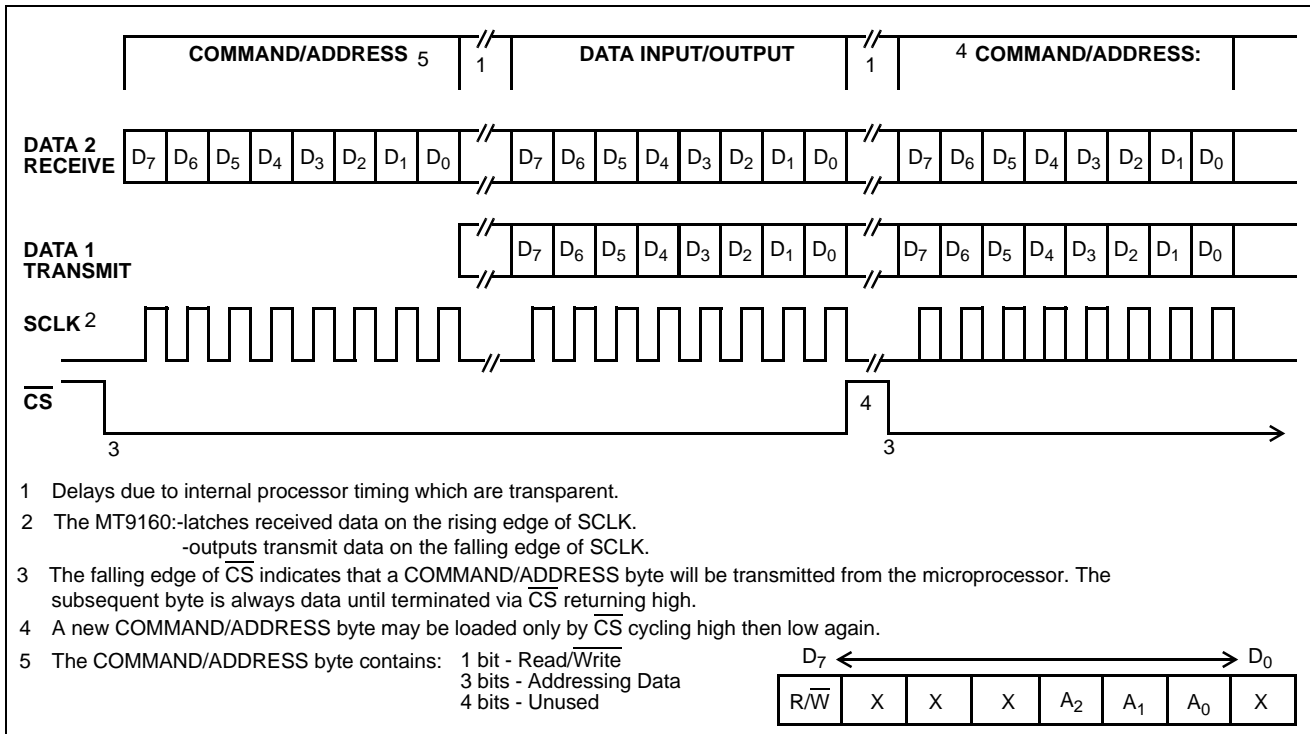 COMMAND/ADDRESS 5 // 1 DATA INPUT/OUTPUT // 1 4 COMMAND/ADDRESS:
DATA 2
RECEIVE D7 D6 D5 D4 D3 D2 D1 D0 D7 D6 D5 D4 D3 D2 D1 D0 D7 D6 D5 D4 D3 D2 D1 D0
DATA 1
TRANSMIT D7 D6 D5 D4 D3 D2 D1 D0 D7 D6 D5 D4 D3 D2 D1 D0
SCLK 2
CS 4
3 3
1 Delays due to internal processor timing which are transparent.
2 The MT9160:-latches received data on the rising edge of SCLK.
-outputs transmit data on the falling edge of SCLK.
3 The falling edge of CS indicates that a COMMAND/ADDRESS byte will be transmitted from the microprocessor. The
subsequent byte is always data until terminated via CS returning high.
4 A new COMMAND/ADDRESS byte may be loaded only by CS cycling high then low again.
5 The COMMAND/ADDRESS byte contains: 1 bit - Read/Write
3 bits - Addressing Data
4 bits - Unused
D7 D0
R/W X X X A2 A1 A0 X